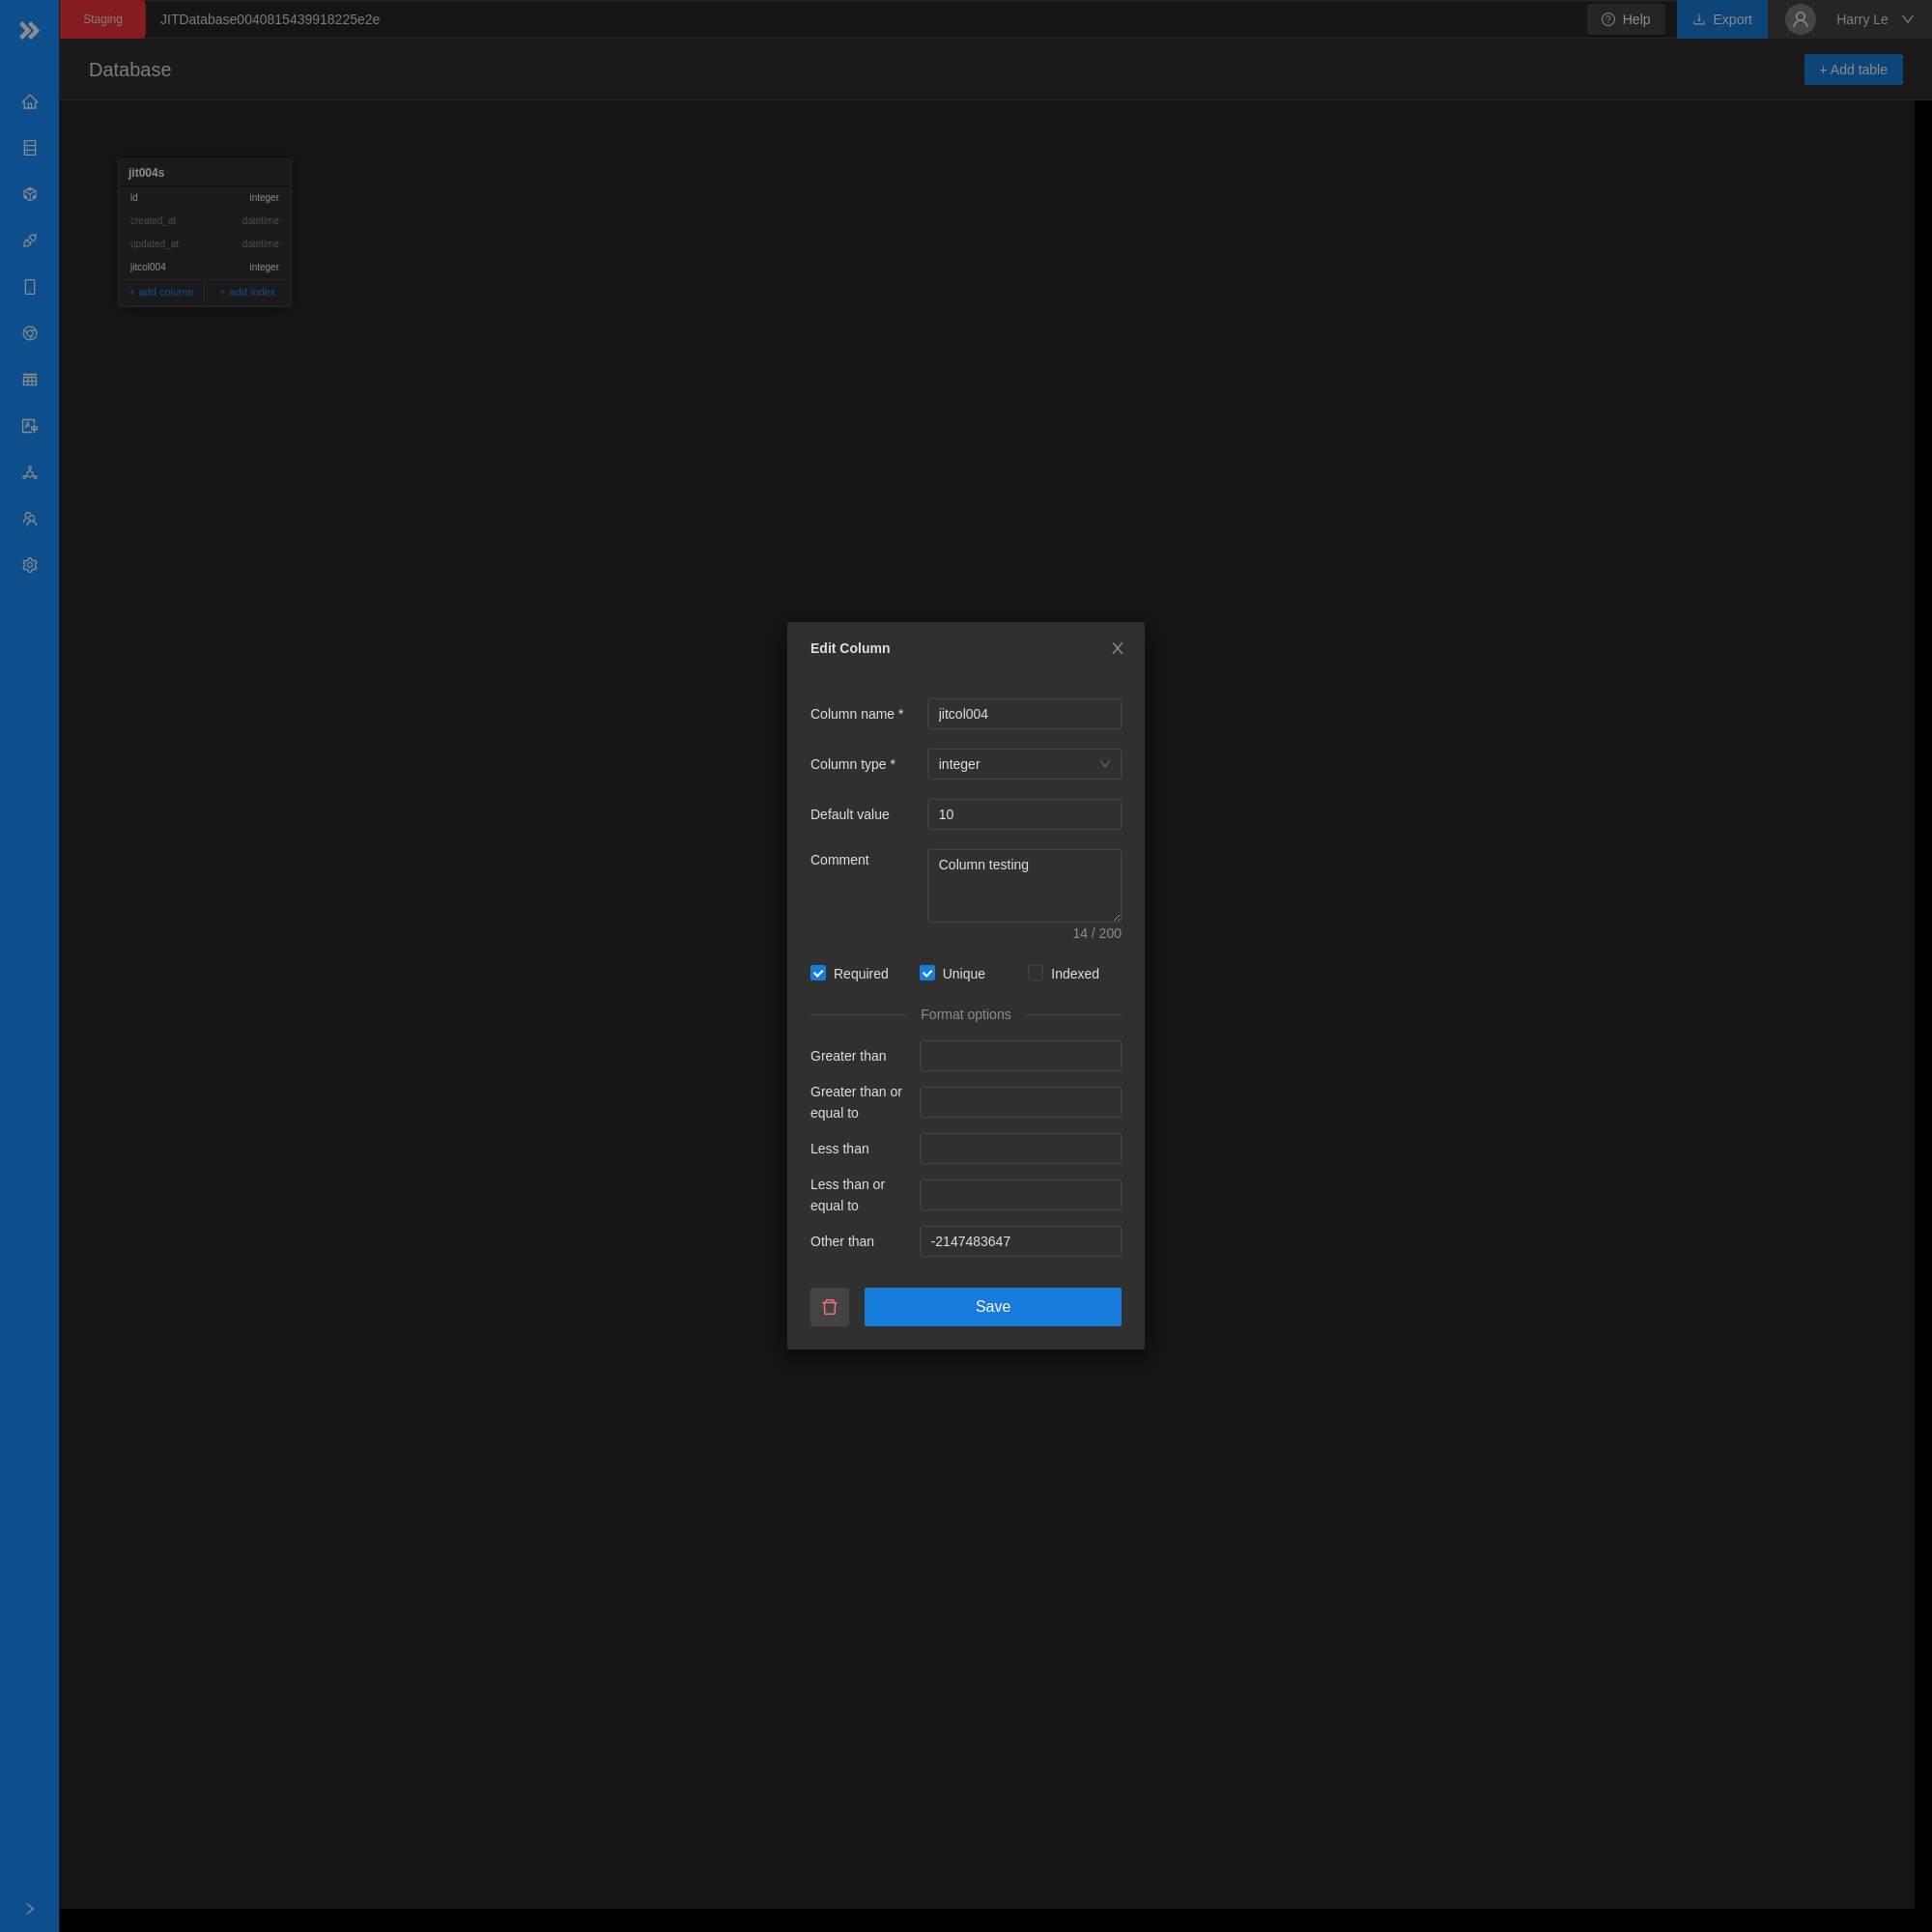 Staging
JITDatabase0040815439918225e2e
Help
Export
Harry Le
Database
+ Add table
jit004s
id integer
created_at datetime
updated_at datetime
jitcol004 integer
+ add column + add index
Edit Column
Column name * jitcol004
Column type * integer
Default value 10
Comment Column testing
14 / 200
Required Unique Indexed
Format options
Greater than
Greater than or
equal to
Less than
Less than or
equal to
Other than -2147483647
Save